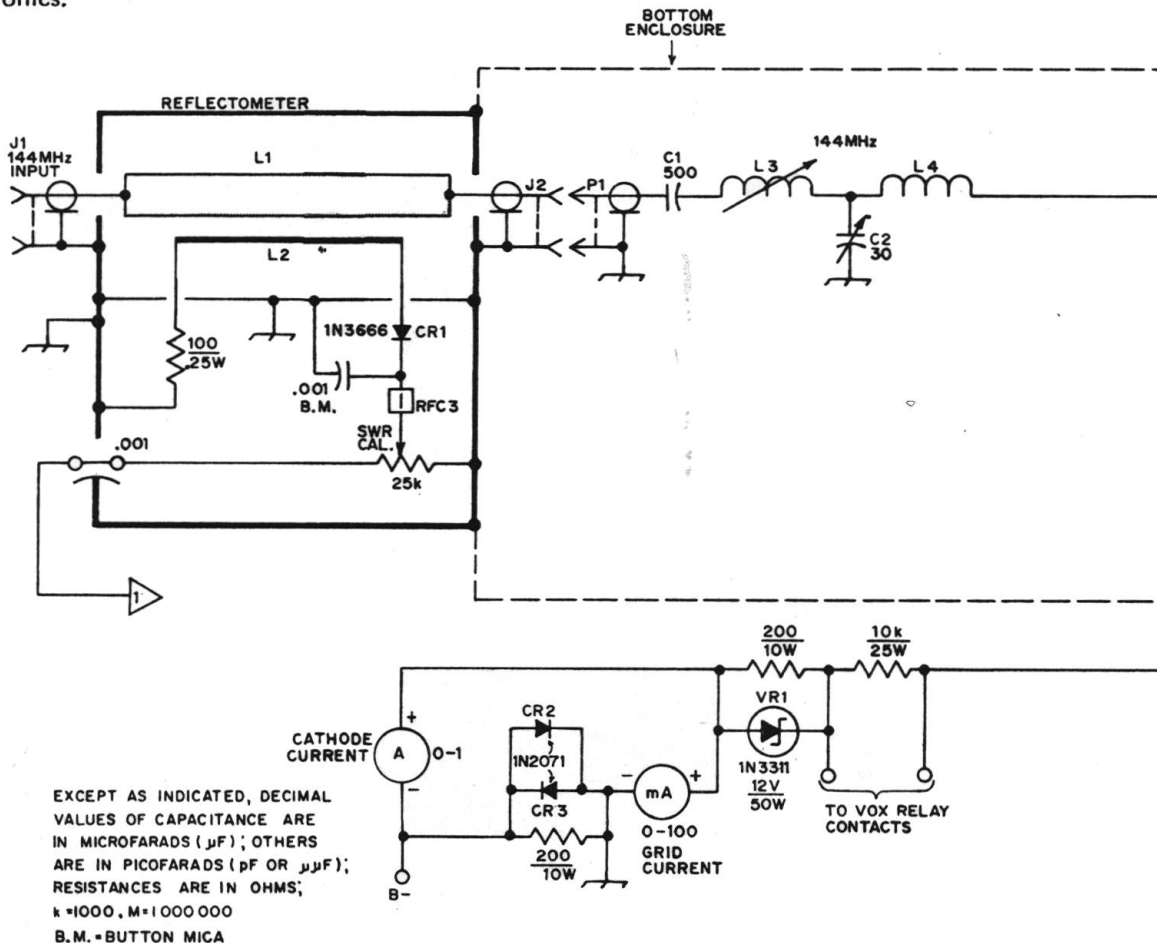 BOTTOM
ENCLOSURE
REFLECTOMETER
J1
144MHz
INPUT
L1
J2
P1
C1
500
L3
144MHz
L4
C2
30
L2
1N3666
CR1
100
.25W
.001
B.M.
RFC3
SWR
CAL.
25k
.001
1
200
10W
10k
25W
VR1
1N3311
12V
50W
TO VOX RELAY
CONTACTS
CATHODE
CURRENT
+
A
0-1
-
CR2
1N2071
CR3
200
10W
B-
-
+
mA
0-100
GRID
CURRENT
EXCEPT AS INDICATED, DECIMAL
VALUES OF CAPACITANCE ARE
IN MICROFARADS (µF); OTHERS
ARE IN PICOFARADS (pF OR µµF);
RESISTANCES ARE IN OHMS;
k=1000, M=1000000
B.M.=BUTTON MICA